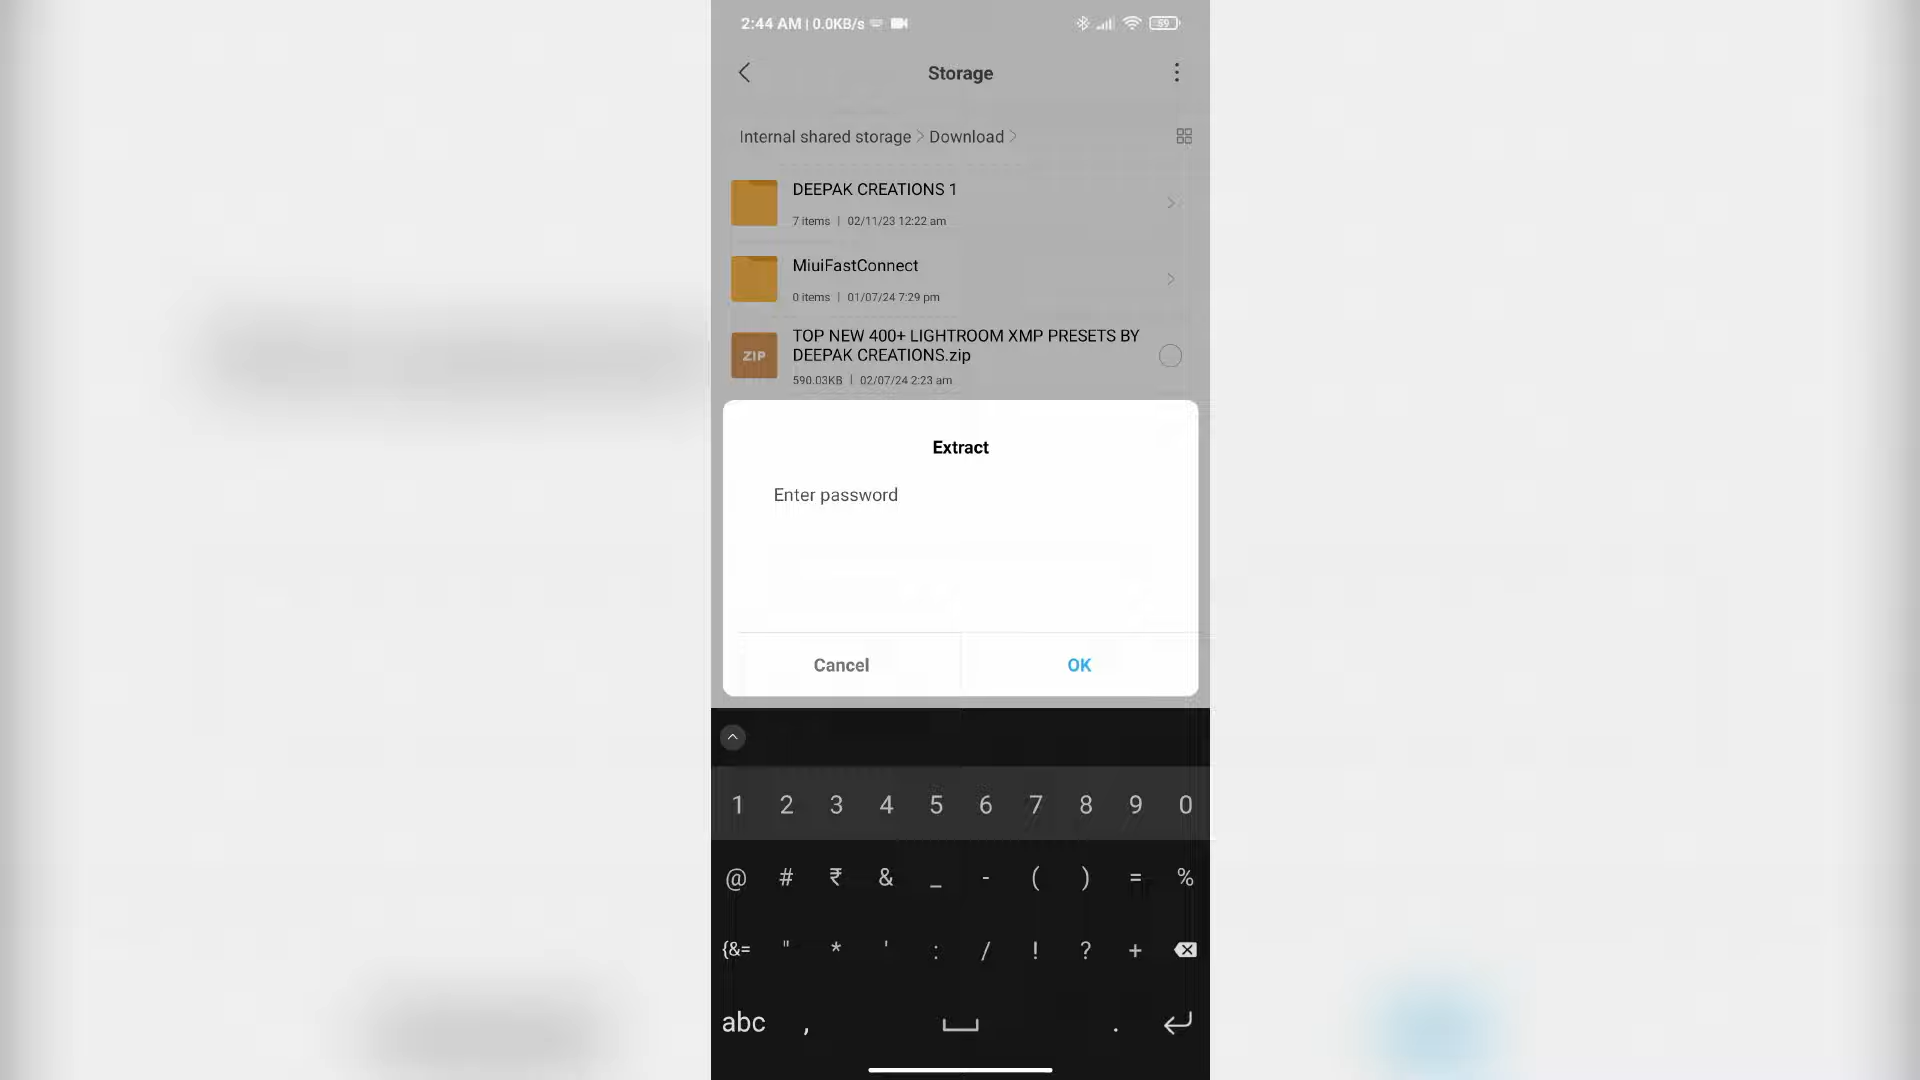 2:44 AM | 0.0KB/s
59
Storage
Internal shared storage > Download >
DEEPAK CREATIONS 1
7 items | 02/11/23 12:22 am
MiuiFastConnect
0 items | 01/07/24 7:29 pm
TOP NEW 400+ LIGHTROOM XMP PRESETS BY
ZIP
DEEPAK CREATIONS.zip
590.03KB | 02/07/24 2:23 am
Extract
Enter password
Cancel
OK
1 2 3 4 5 6 7 8 9 0
@ # ₹ & _ - ( ) = %
{&= " * ' : / ! ? +
abc , .